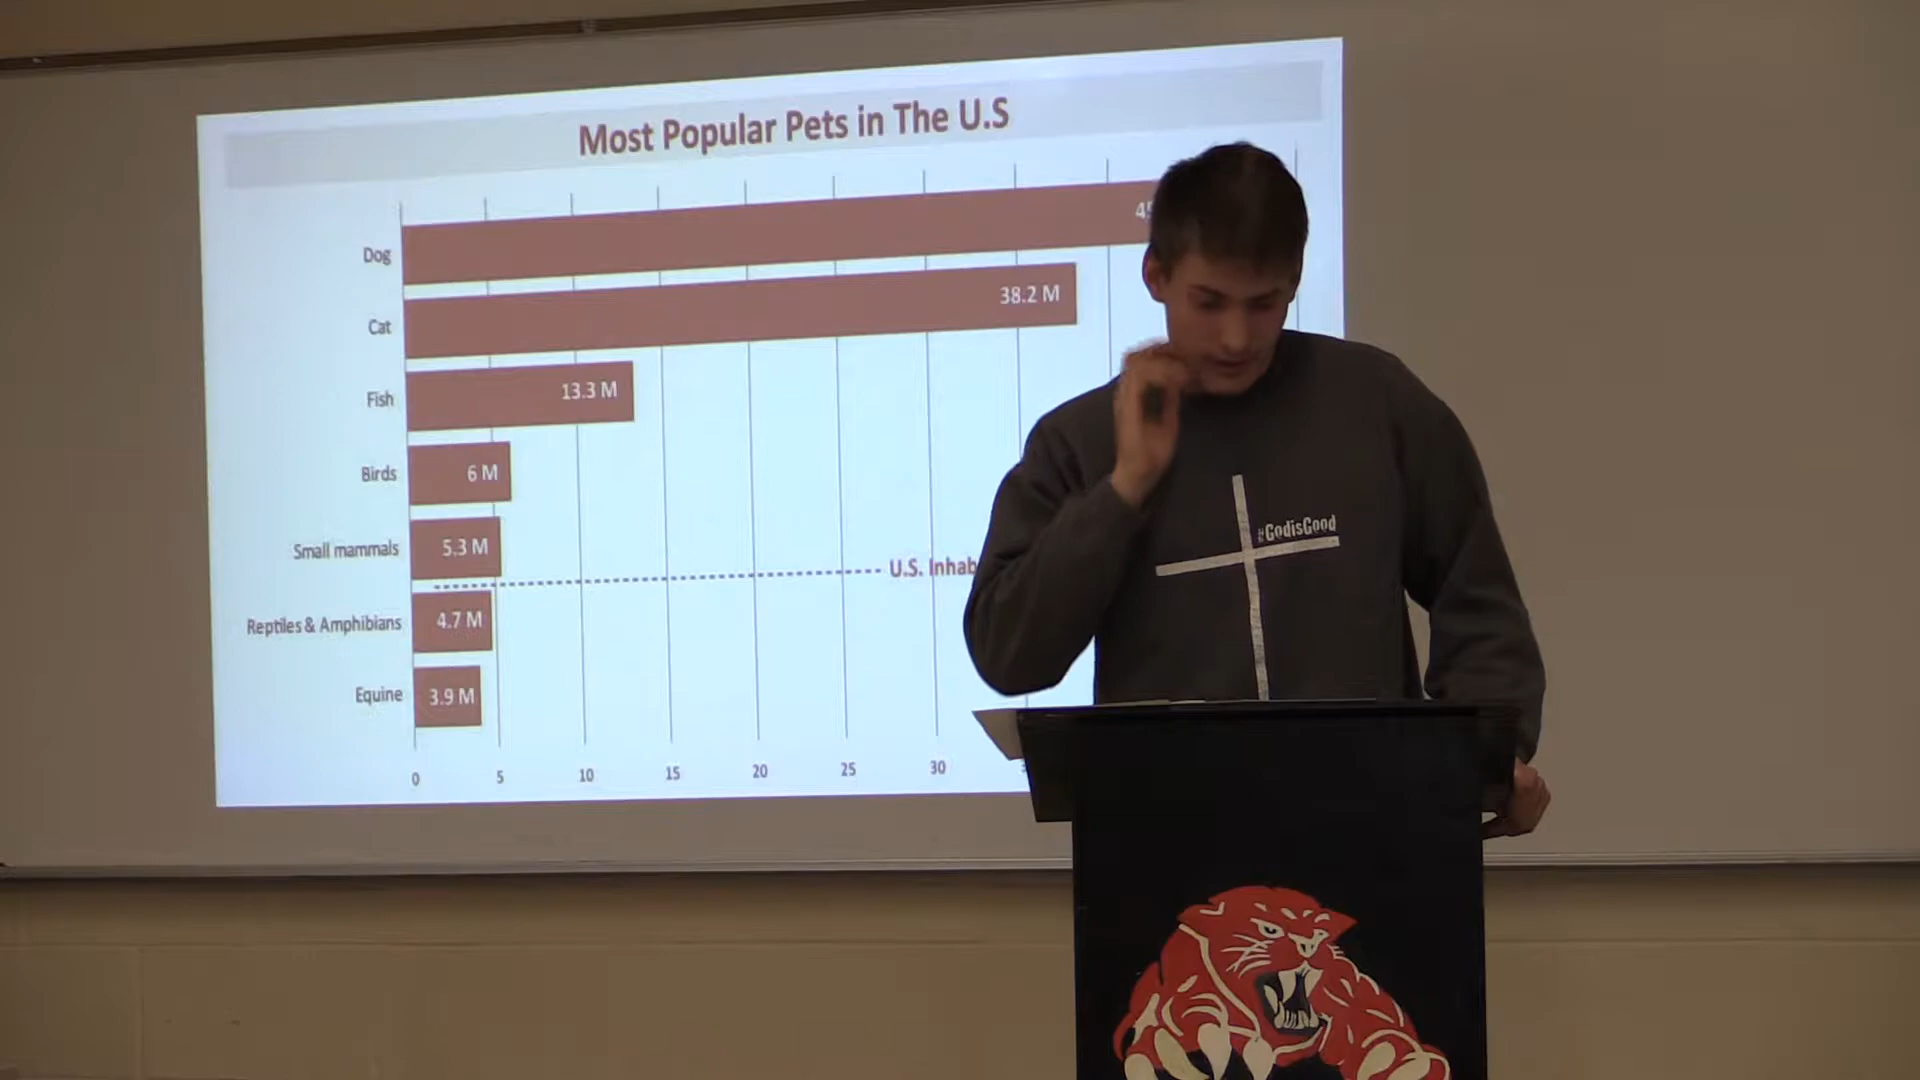 Most Popular Pets in The U.S
Dog
Cat 38.2 M
Fish 13.3 M
Birds 6 M
Small mammals 5.3 M
U.S.
Reptiles & Amphibians 4.7 M
Equine 3.9 M
0 5 10 15 20 25 30
#GodisGood